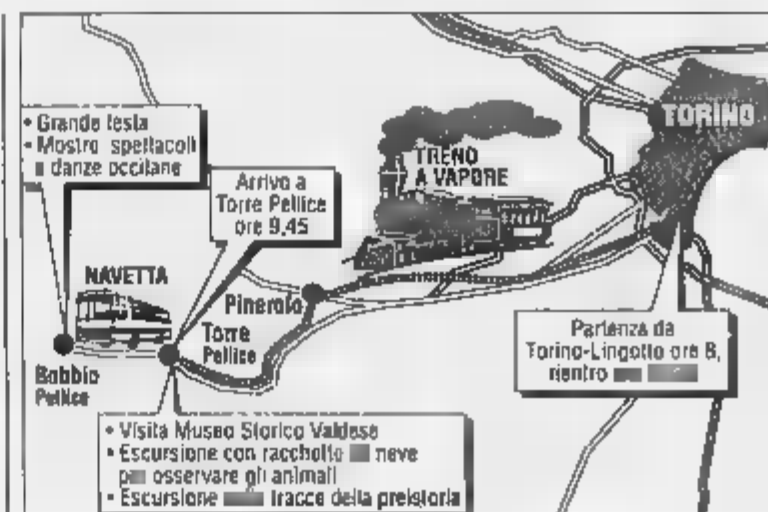 • Grande festa
• Mostre spettacoli
danze occitane
Arrivo a
Torre Pellice
ore 9,45
TRENO
A VAPORE
TORINO
NAVETTA
Pinerolo
Torre
Pellice
Bobbio
Pellice
Partenza da
Torino-Lingotto ore 8,
rientro
• Visita Museo Storico Valdese
• Escursione con racchette neve
osservare gli animali
• Escursione tracce della preistoria